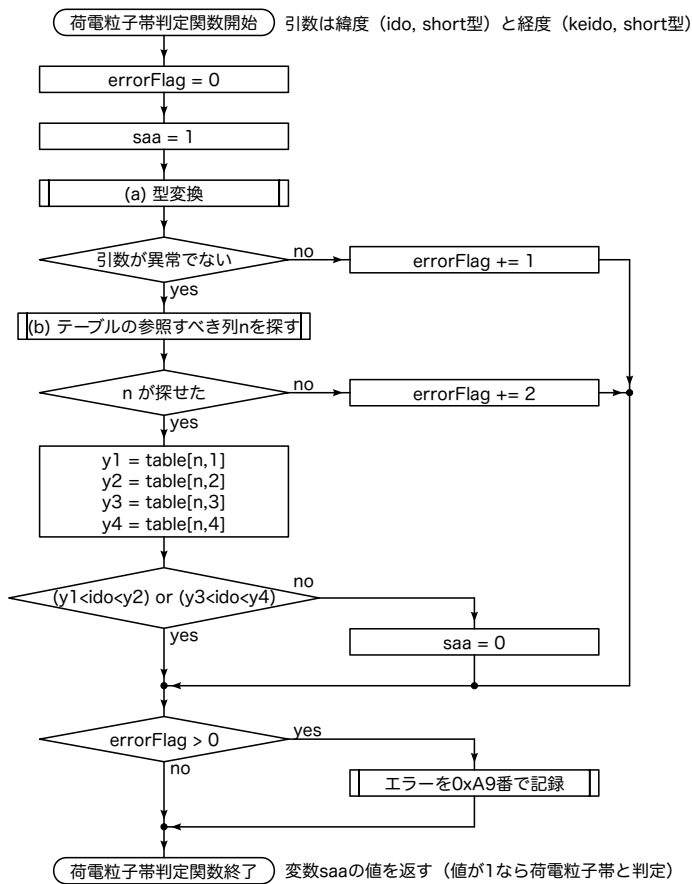 荷電粒子帯判定関数開始 引数は緯度（ido, short型）と経度（keido, short型）
errorFlag = 0
saa = 1
(a) 型変換
引数が異常でない
no
errorFlag += 1
yes
(b) テーブルの参照すべき列nを探す
n が探せた
no
errorFlag += 2
yes
y1 = table[n,1]
y2 = table[n,2]
y3 = table[n,3]
y4 = table[n,4]
(y1<ido<y2) or (y3<ido<y4)
no
yes
saa = 0
errorFlag > 0
yes
no
エラーを0xA9番で記録
荷電粒子帯判定関数終了 変数saaの値を返す（値が1なら荷電粒子帯と判定）